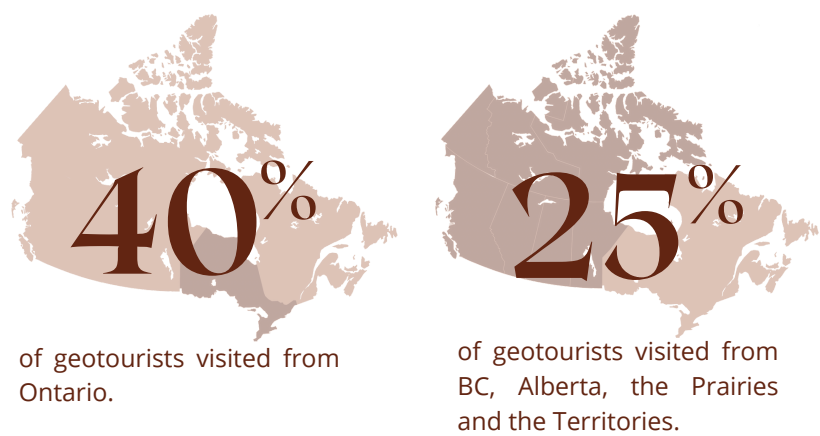 40%
of geotourists visited from
Ontario.
25%
of geotourists visited from
BC, Alberta, the Prairies
and the Territories.